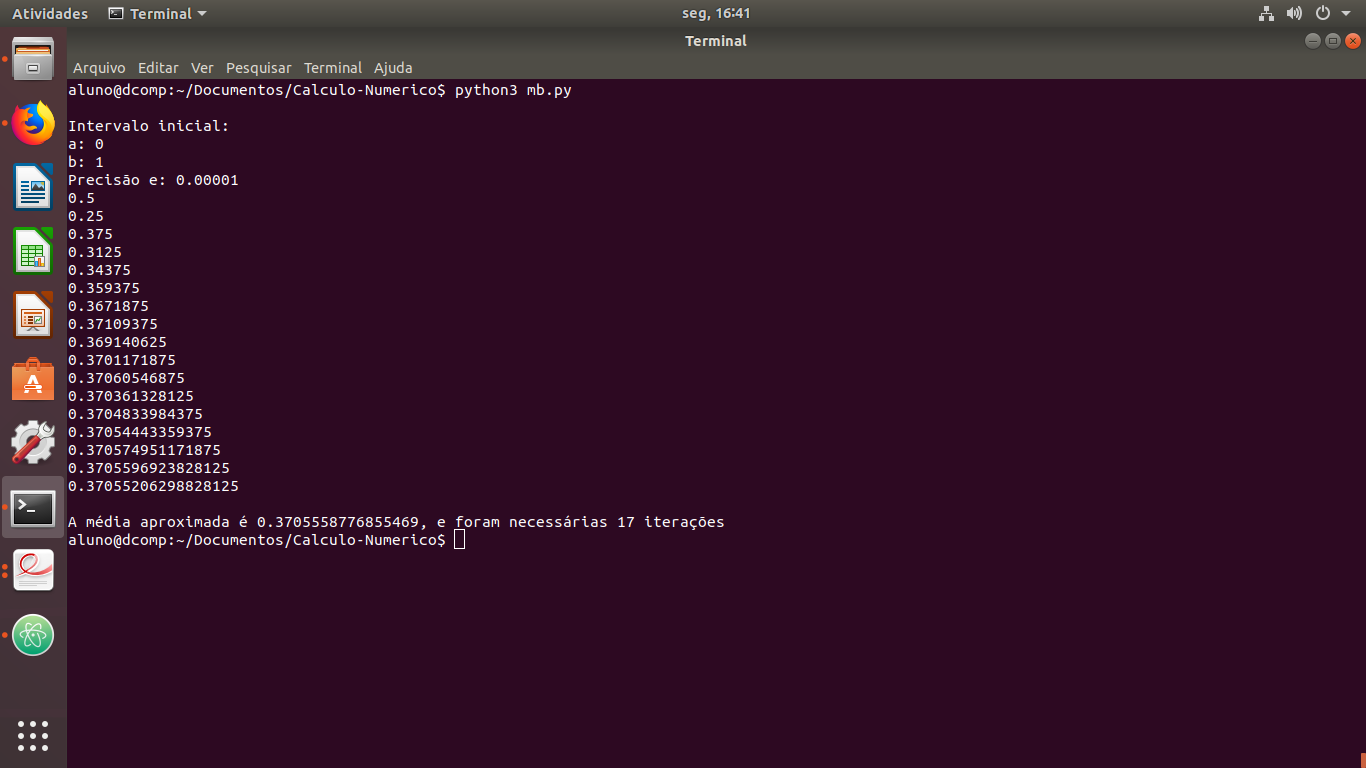 Atividades Terminal seg, 16:41
Terminal
Arquivo Editar Ver Pesquisar Terminal Ajuda
aluno@dcomp:~/Documentos/Calculo-Numerico$ python3 mb.py
Intervalo inicial:
a: 0
b: 1
Precisão e: 0.00001
0.5
0.25
0.375
0.3125
0.34375
0.359375
0.3671875
0.37109375
0.369140625
0.3701171875
0.37060546875
0.370361328125
0.3704833984375
0.37054443359375
0.370574951171875
0.3705596923828125
0.37055206298828125
A média aproximada é 0.3705558776855469, e foram necessárias 17 iterações
aluno@dcomp:~/Documentos/Calculo-Numerico$